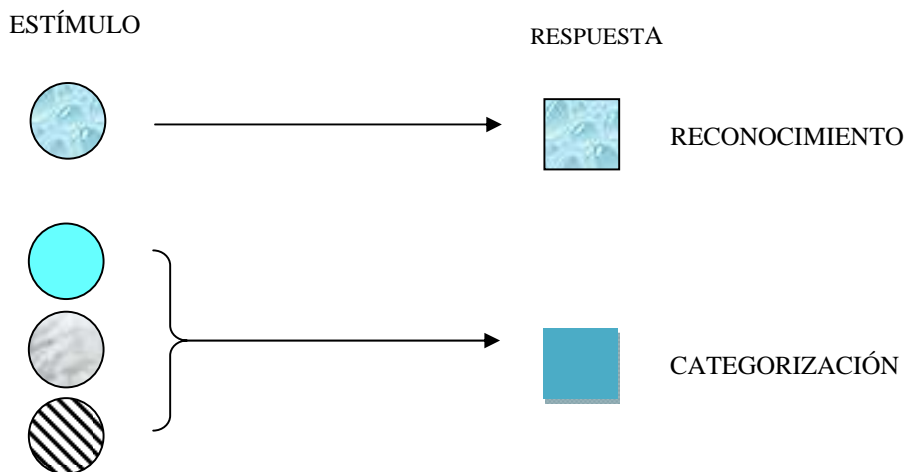 ESTÍMULO
RESPUESTA
RECONOCIMIENTO
CATEGORIZACIÓN